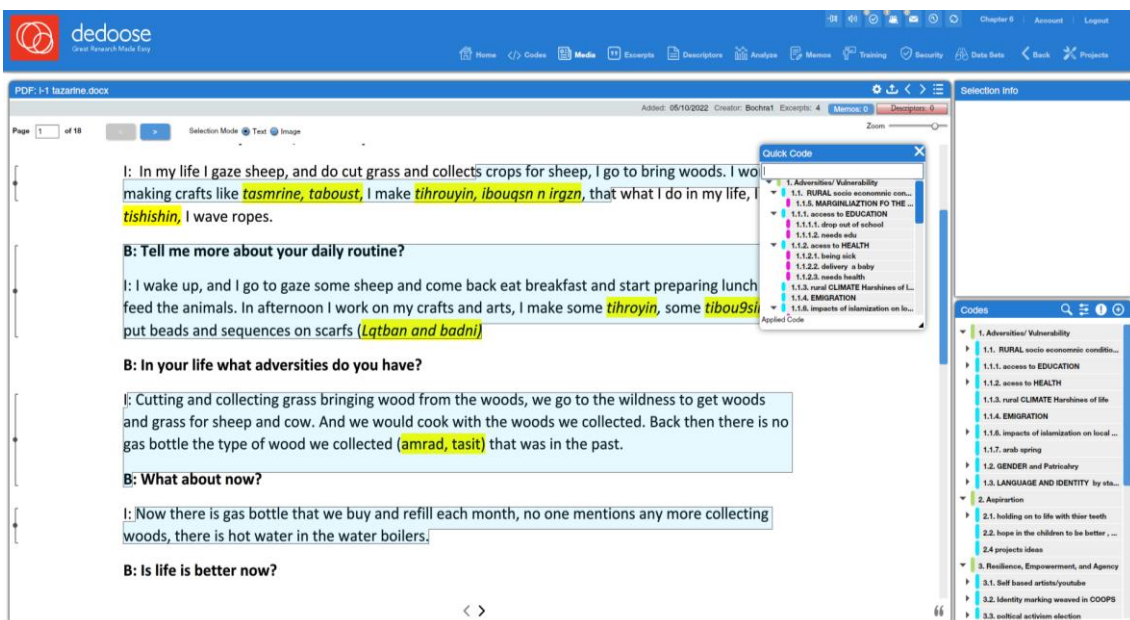 dedoose
Great Research Made Easy
Chapter 6 | Account | Logout
Home </> Codes Media Excerpts Descriptors Analyze Memos Training Security Data Sets Back Projects
PDF: I-1 tazarine.docx
Added: 05/10/2022 Creator: Bochra1 Excerpts: 4 Memos: 0 Descriptors: 0
Page 1 of 18 < > Selection Mode Text Image Zoom
I: In my life I gaze sheep, and do cut grass and collects crops for sheep, I go to bring woods. I wo
making crafts like tasmrine, taboust, I make tihrouyin, ibouqsn n irgzn, that what I do in my life, I
tishishin, I wave ropes.
B: Tell me more about your daily routine?
I: I wake up, and I go to gaze some sheep and come back eat breakfast and start preparing lunch
feed the animals. In afternoon I work on my crafts and arts, I make some tihroyin, some tibou9si
put beads and sequences on scarfs (Lqtban and badni)
B: In your life what adversities do you have?
I: Cutting and collecting grass bringing wood from the woods, we go to the wildness to get woods
and grass for sheep and cow. And we would cook with the woods we collected. Back then there is no
gas bottle the type of wood we collected (amrad, tasit) that was in the past.
B: What about now?
I: Now there is gas bottle that we buy and refill each month, no one mentions any more collecting
woods, there is hot water in the water boilers.
B: Is life is better now?
Quick Code X
1. Adversities/ Vulnerability
1.1. RURAL socio economnic con...
1.1.5. MARGINLIAZTION FO THE ...
1.1.1. access to EDUCATION
1.1.1.1. drop out of school
1.1.1.2. needs edu
1.1.2. acess to HEALTH
1.1.2.1. being sick
1.1.2.2. delivery a baby
1.1.2.3. needs health
1.1.3. rural CLIMATE Harshines of l...
1.1.4. EMIGRATION
1.1.6. impacts of islamization on lo...
Applied Code
Selection Info
Codes
1. Adversities/ Vulnerability
1.1. RURAL socio economnic conditio...
1.1.1. access to EDUCATION
1.1.2. acess to HEALTH
1.1.3. rural CLIMATE Harshines of life
1.1.4. EMIGRATION
1.1.6. impacts of islamization on local ...
1.1.7. arab spring
1.2. GENDER and Patricahry
1.3. LANGUAGE AND IDENTITY by sta...
2. Aspirartion
2.1. holding on to life with thier teeth
2.2. hope in the children to be better , ...
2.4 projects ideas
3. Resilience, Empowerment, and Agency
3.1. Self based artists/youtube
3.2. Identity marking weaved in COOPS
3.3. poltical activism election